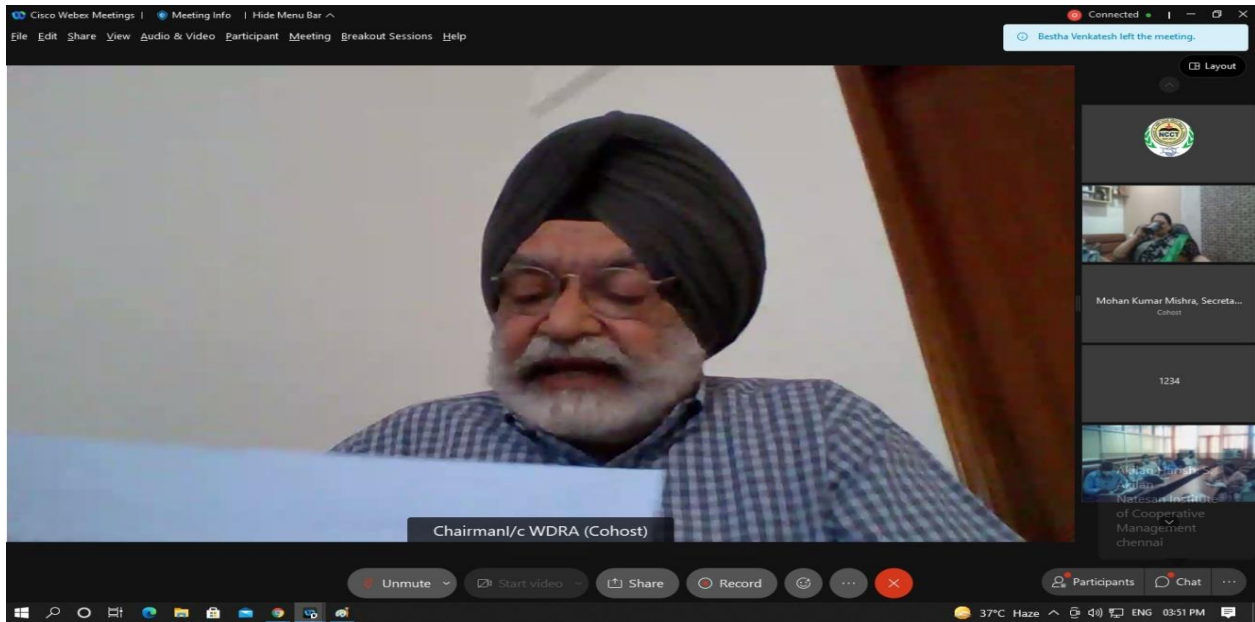 Cisco Webex Meetings | Meeting Info | Hide Menu Bar
Connected
File Edit Share View Audio & Video Participant Meeting Breakout Sessions Help
Bestha Venkatesh left the meeting.
Layout
NCCT
Mohan Kumar Mishra, Secreta...
Cohost
1234
Natesan Institute
of Cooperative
Management
chennai
ChairmanI/c WDRA (Cohost)
Unmute Start video Share Record
Participants Chat
37°C Haze ENG 03:51 PM